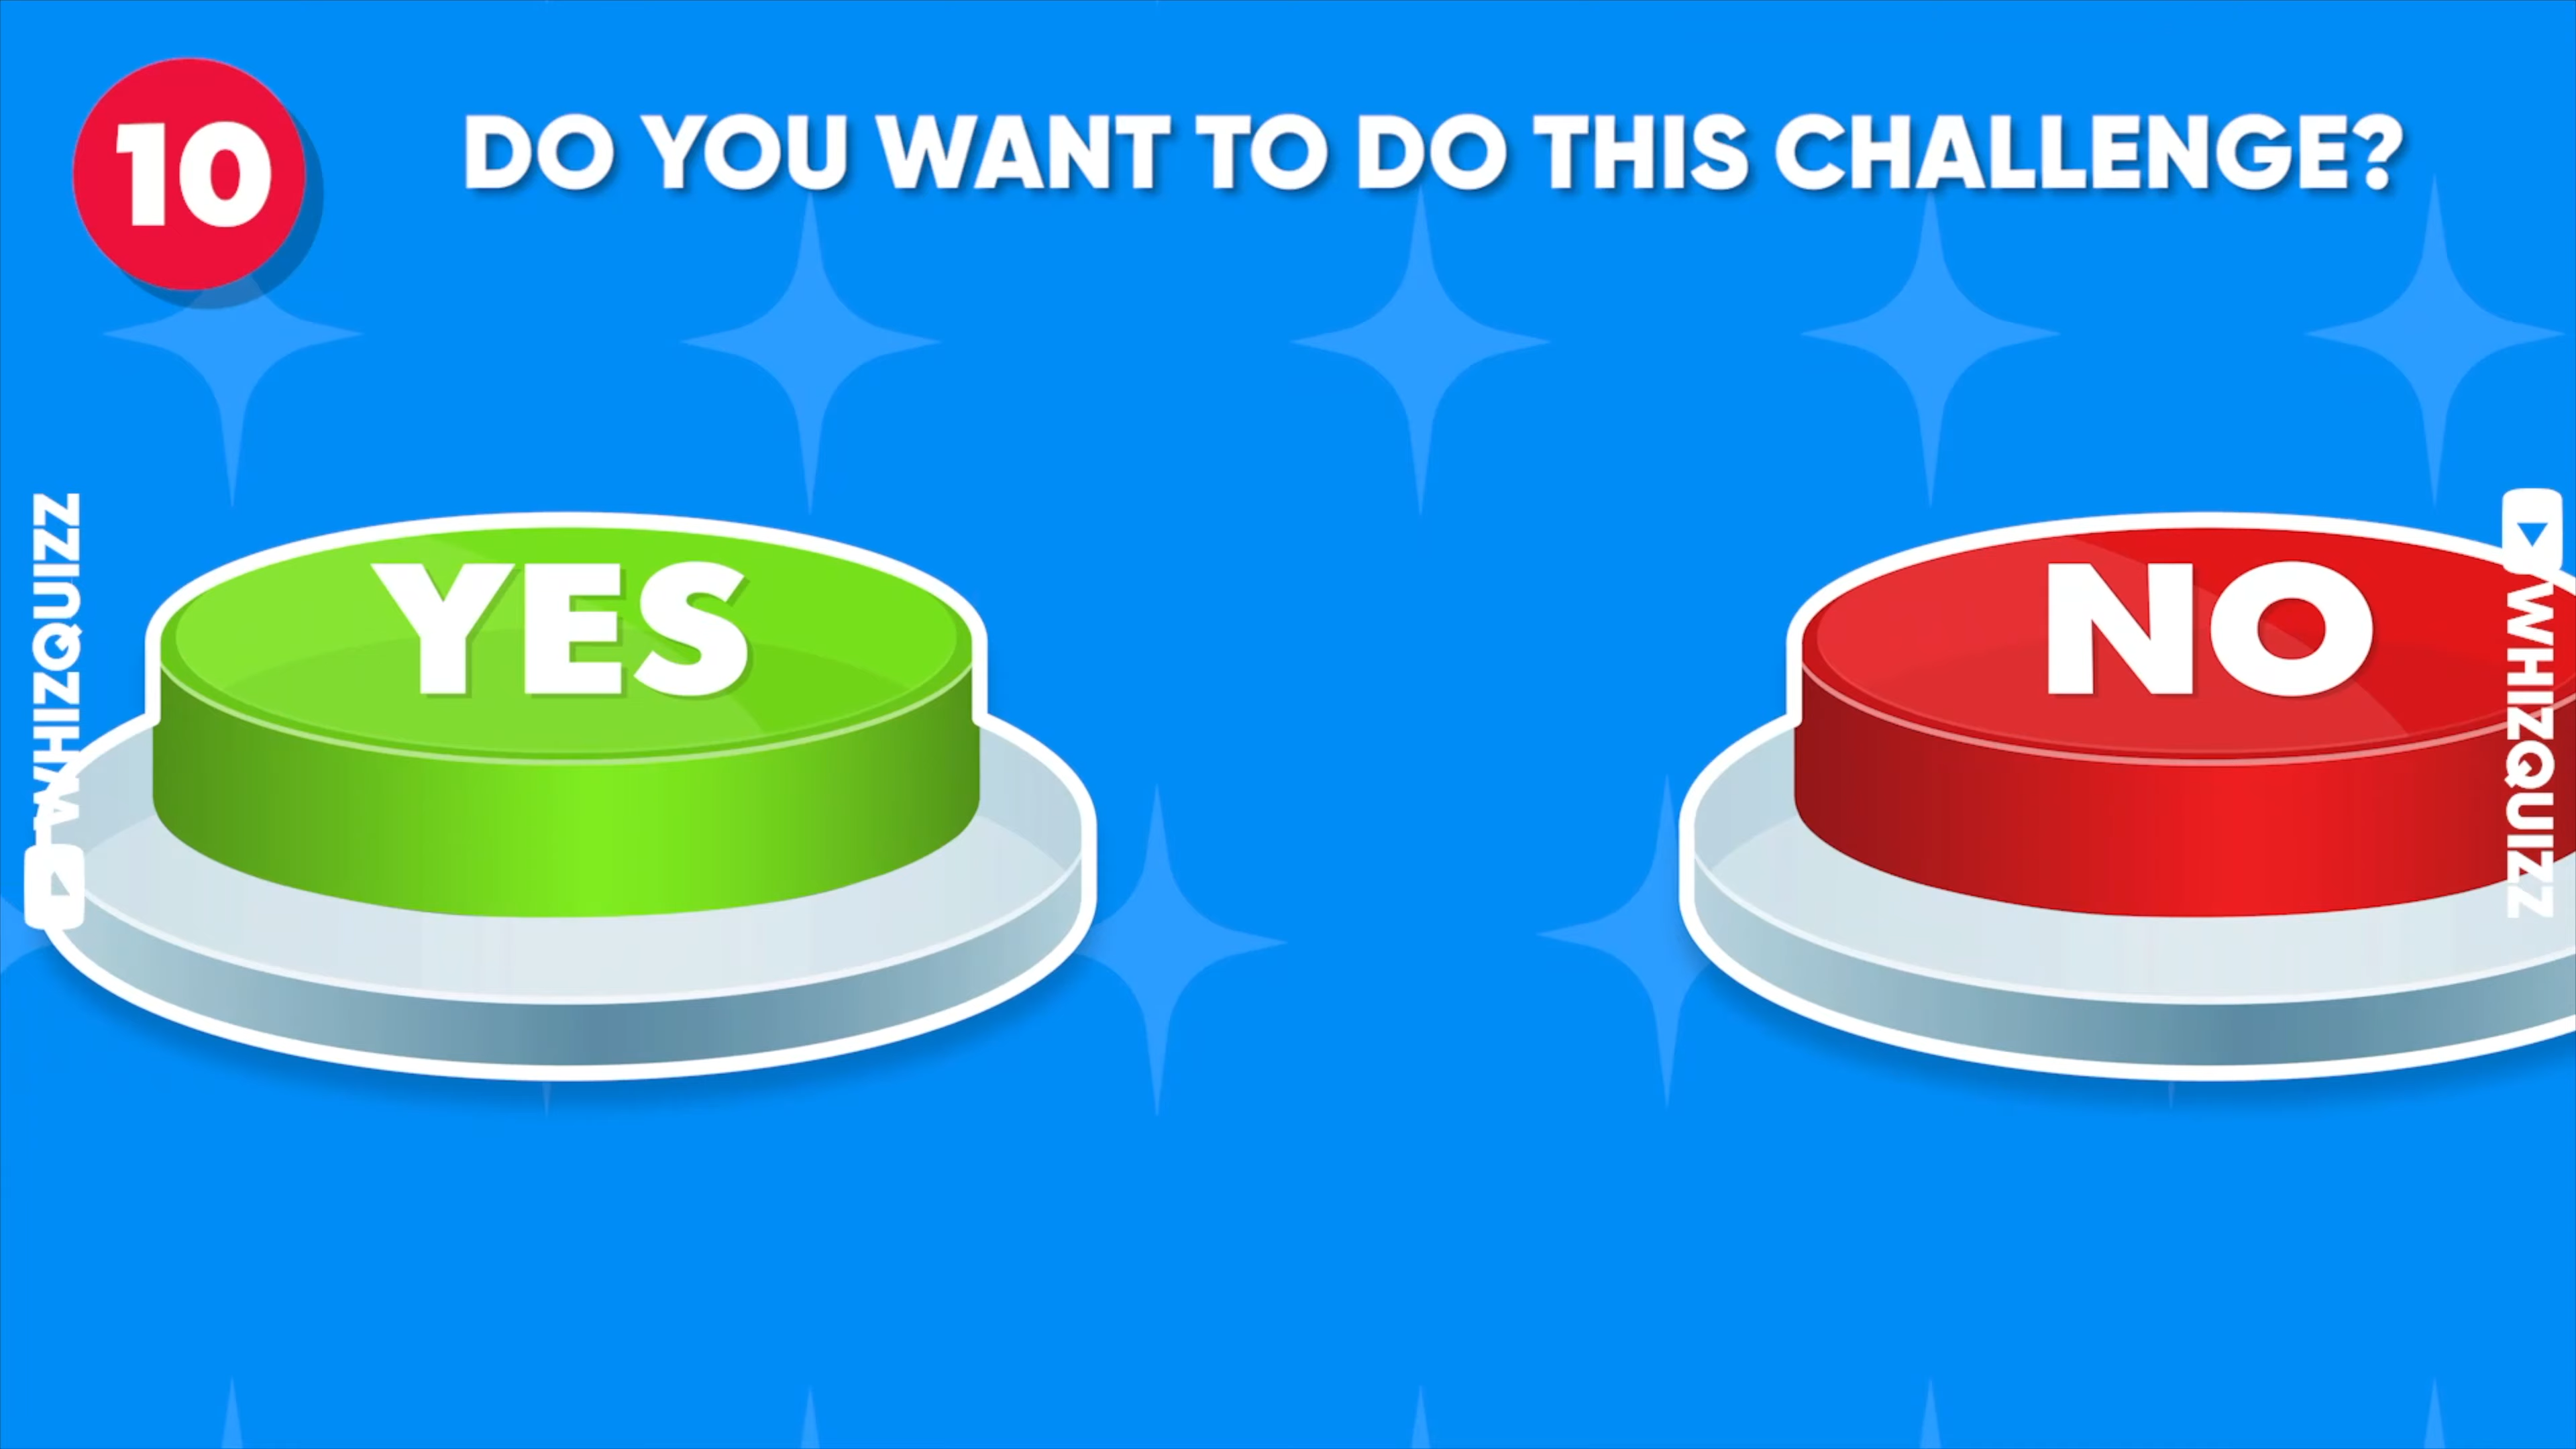 10
DO YOU WANT TO DO THIS CHALLENGE?
YES
NO
WHIZQUIZZ
WHIZQUIZZ